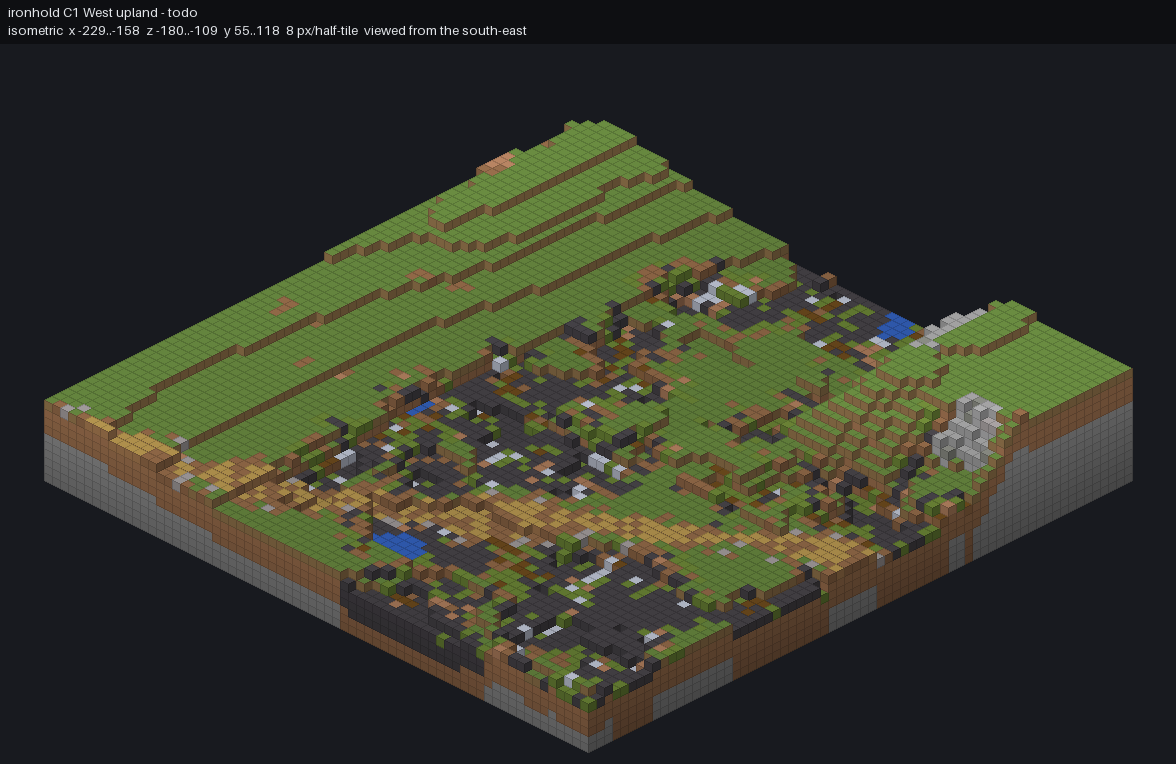 ironhold C1 West upland - todo
isometric x -229..-158 z -180..-109 y 55..118 8 px/half-tile viewed from the south-east